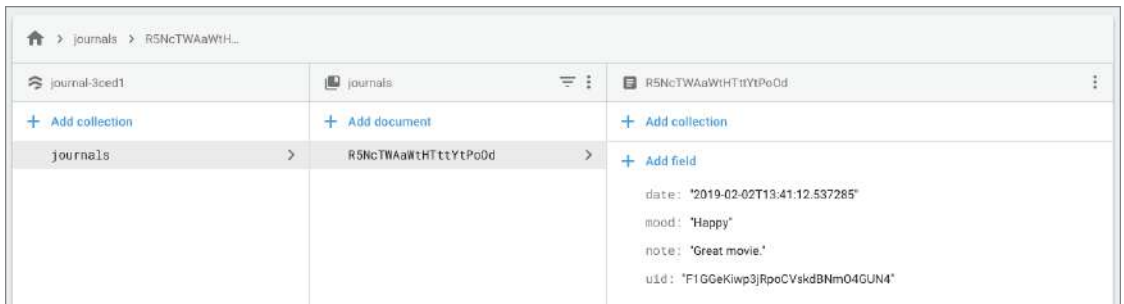 journals > R5NcTWAaWtH...
journal-3ced1
journals
R5NcTWAaWtHTttYtPoOd
+ Add collection
+ Add document
+ Add collection
journals >
R5NcTWAaWtHTttYtPoOd >
+ Add field
date: "2019-02-02T13:41:12.537285"
mood: "Happy"
note: "Great movie."
uid: "F1GGeKiwp3jRpoCVskdBNmO4GUN4"